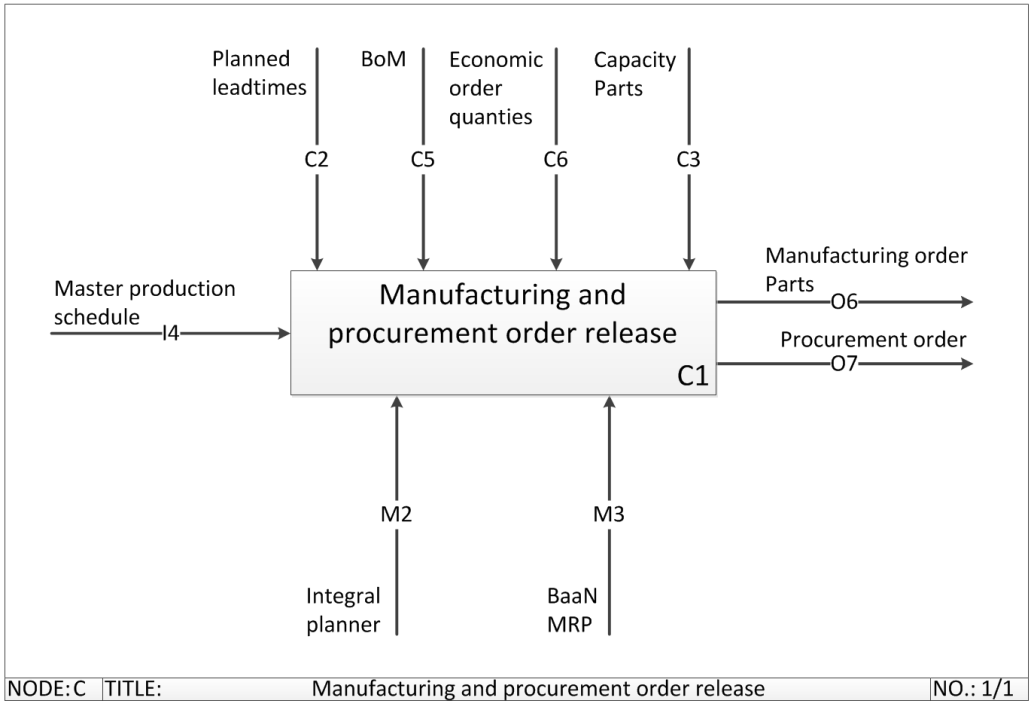 Planned
leadtimes
BoM
Economic
order
quanties
Capacity
Parts
C2
C5
C6
C3
Master production
schedule
I4
Manufacturing and
procurement order release
C1
Manufacturing order
Parts
O6
Procurement order
O7
M2
M3
Integral
planner
BaaN
MRP
NODE: C
TITLE:
Manufacturing and procurement order release
NO.: 1/1